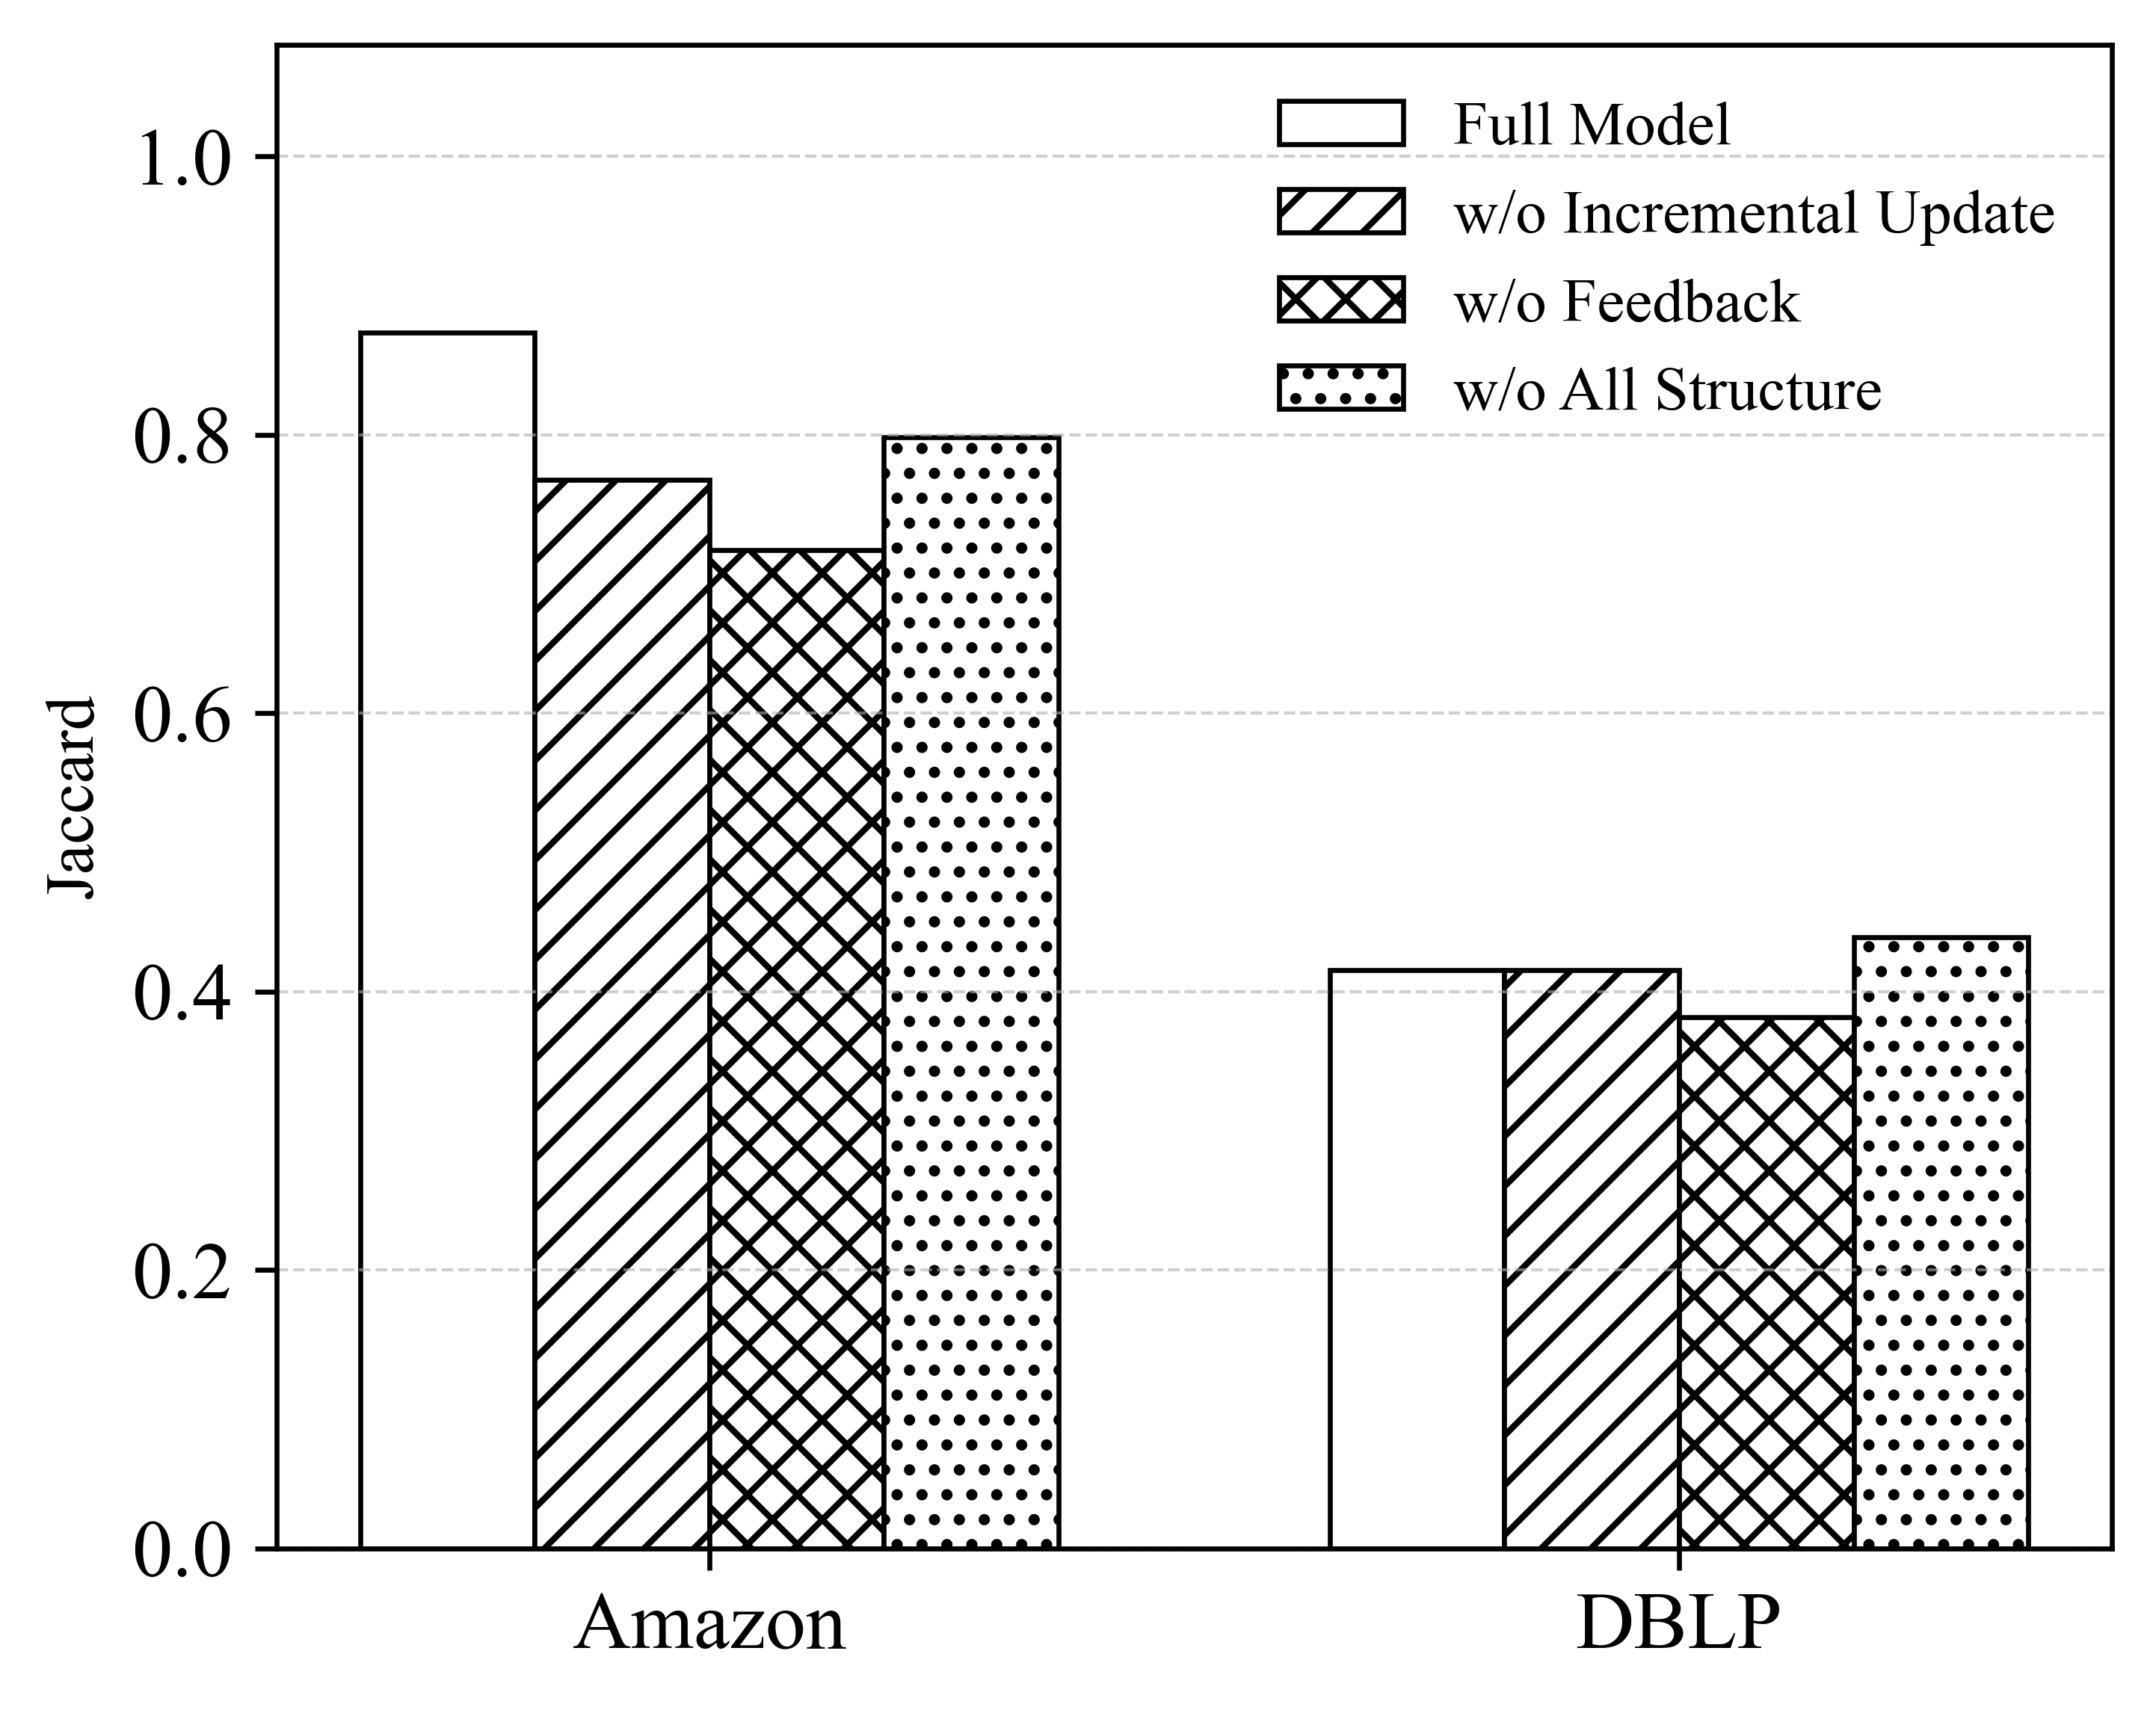 Full Model
w/o Incremental Update
w/o Feedback
w/o All Structure
Jaccard
1.0
0.8
0.6
0.4
0.2
0.0
Amazon
DBLP